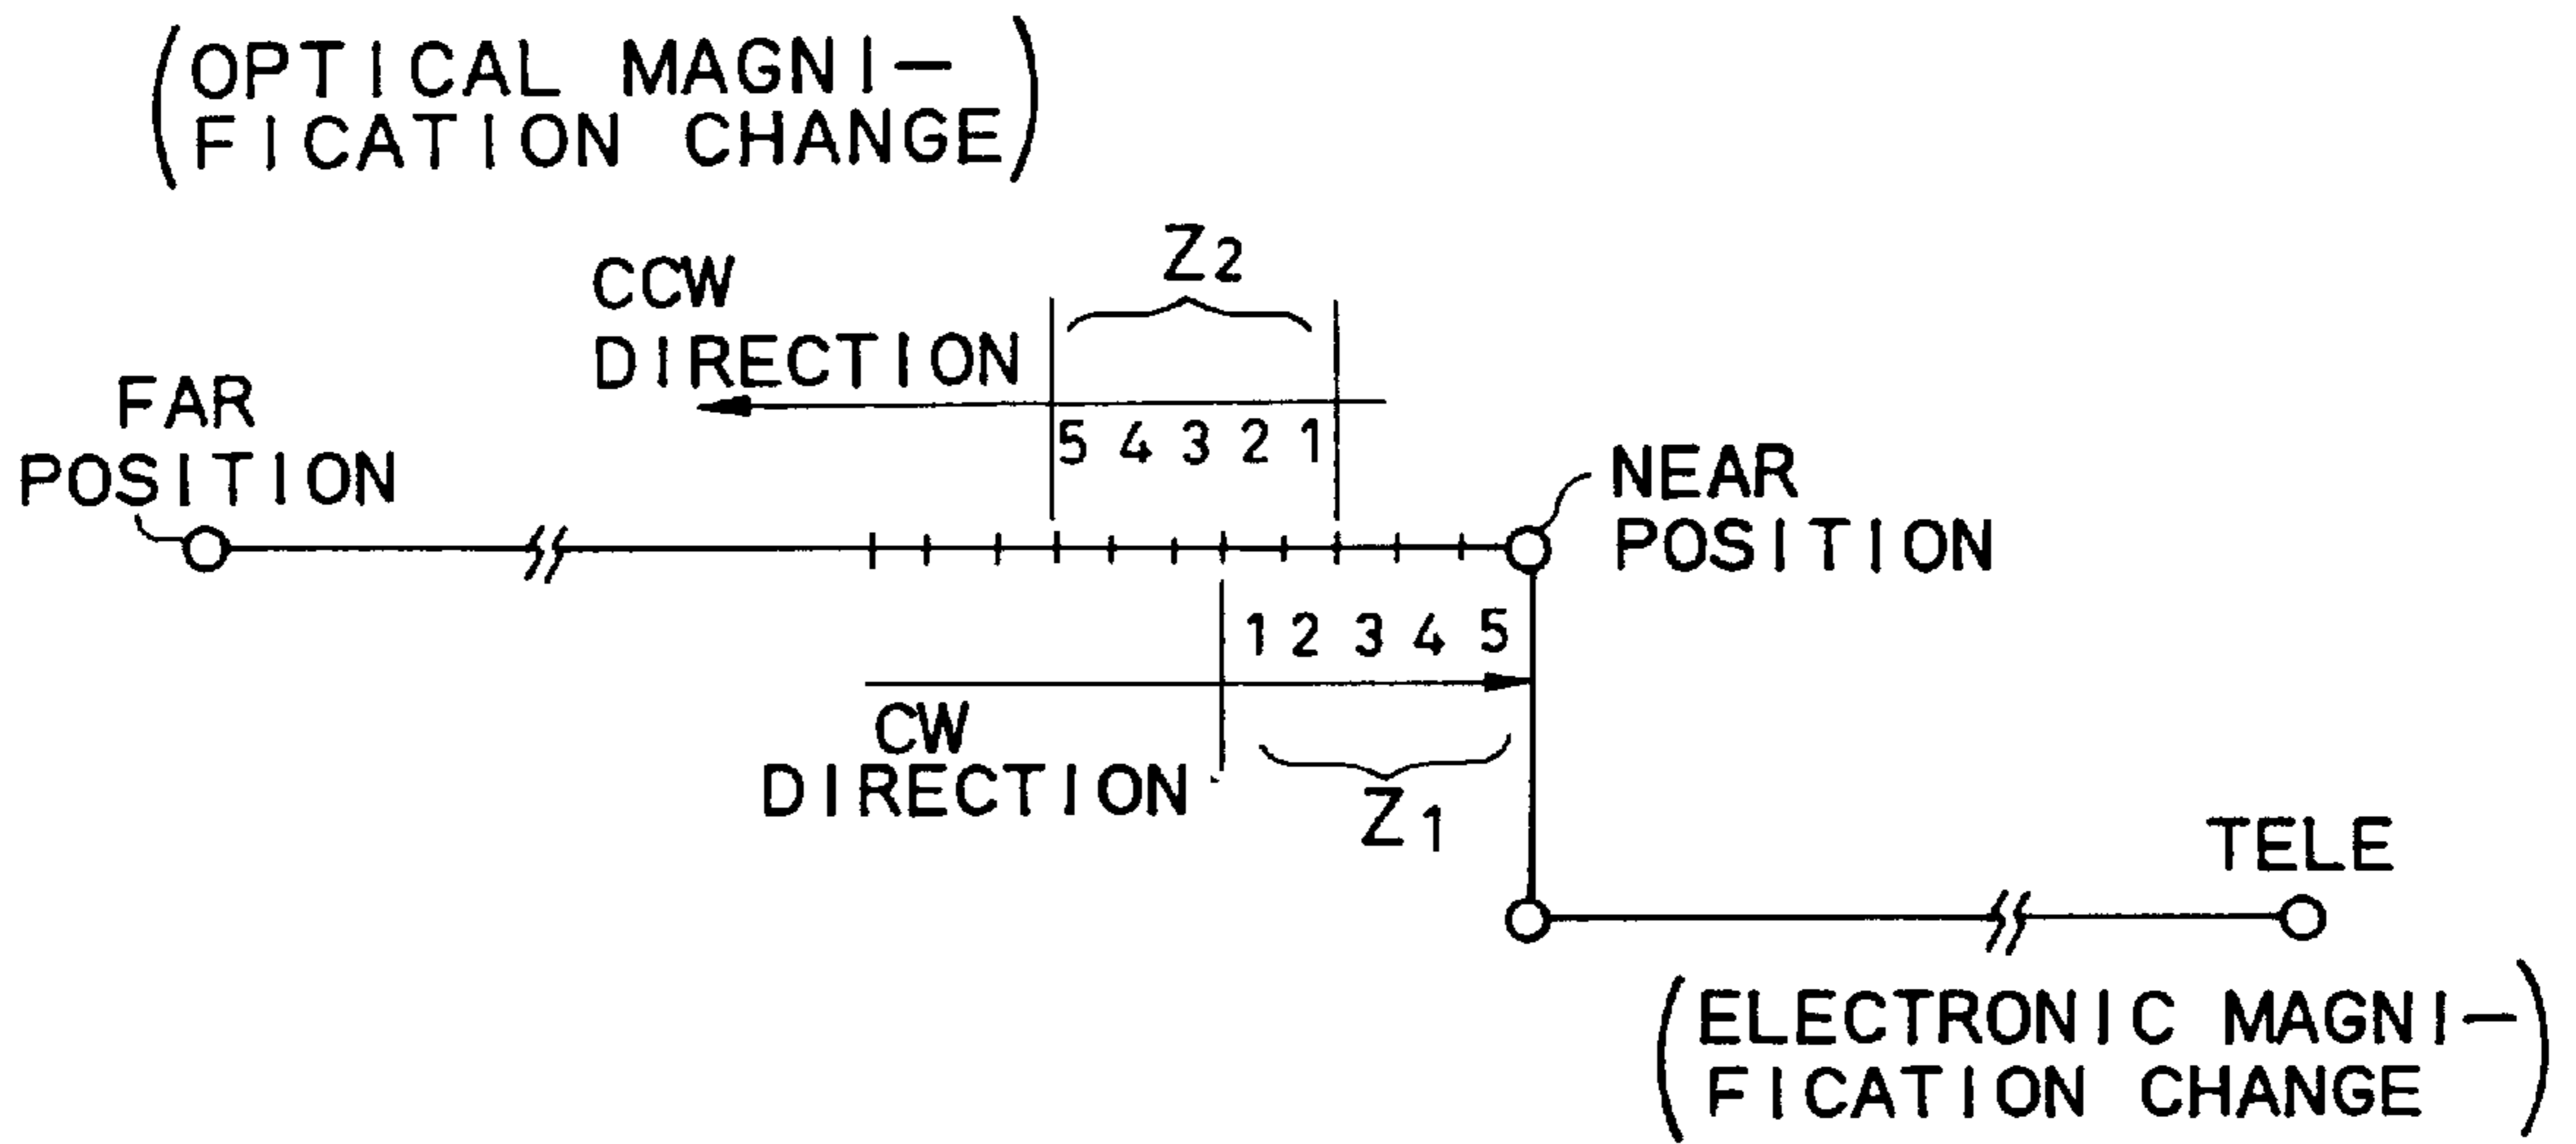 (OPTICAL MAGNI-
FICATION CHANGE)
Z2
CCW
DIRECTION
FAR
POSITION
5 4 3 2 1
NEAR
POSITION
1 2 3 4 5
CW
DIRECTION
Z1
TELE
(ELECTRONIC MAGNI-
FICATION CHANGE)